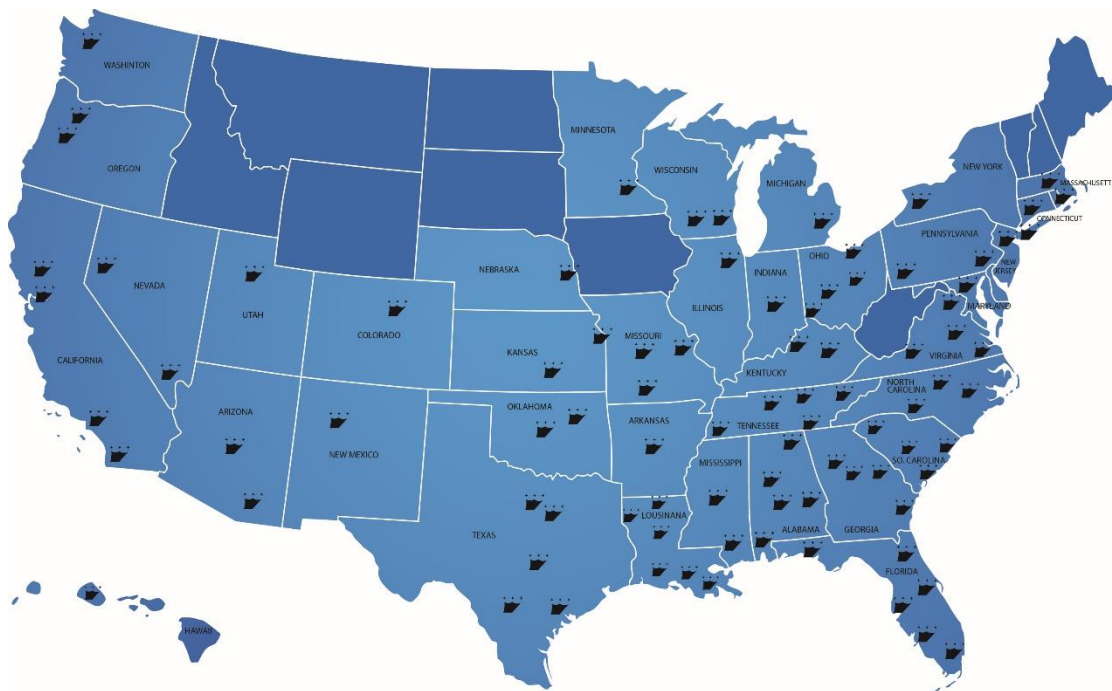 WASHINTON
MINNESOTA
WISCONSIN
MICHIGAN
NEW YORK
OREGON
MASSACHUSETT
CONNECTICUT
PENNSYLVANIA
OHIO
NEBRASKA
INDIANA
NEW
JERSEY
NEVADA
ILLINOIS
MARYLAND
UTAH
COLORADO
KANSAS
MISSOURI
VIRGINIA
CALIFORNIA
KENTUCKY
NORTH
CAROLINA
ARIZONA
OKLAHOMA
ARKANSAS
TENNESSEE
NEW MEXICO
MISSISSIPPI
SO. CAROLINA
LOUSINANA
TEXAS
ALABAMA
GEORGIA
FLORIDA
HAWAII